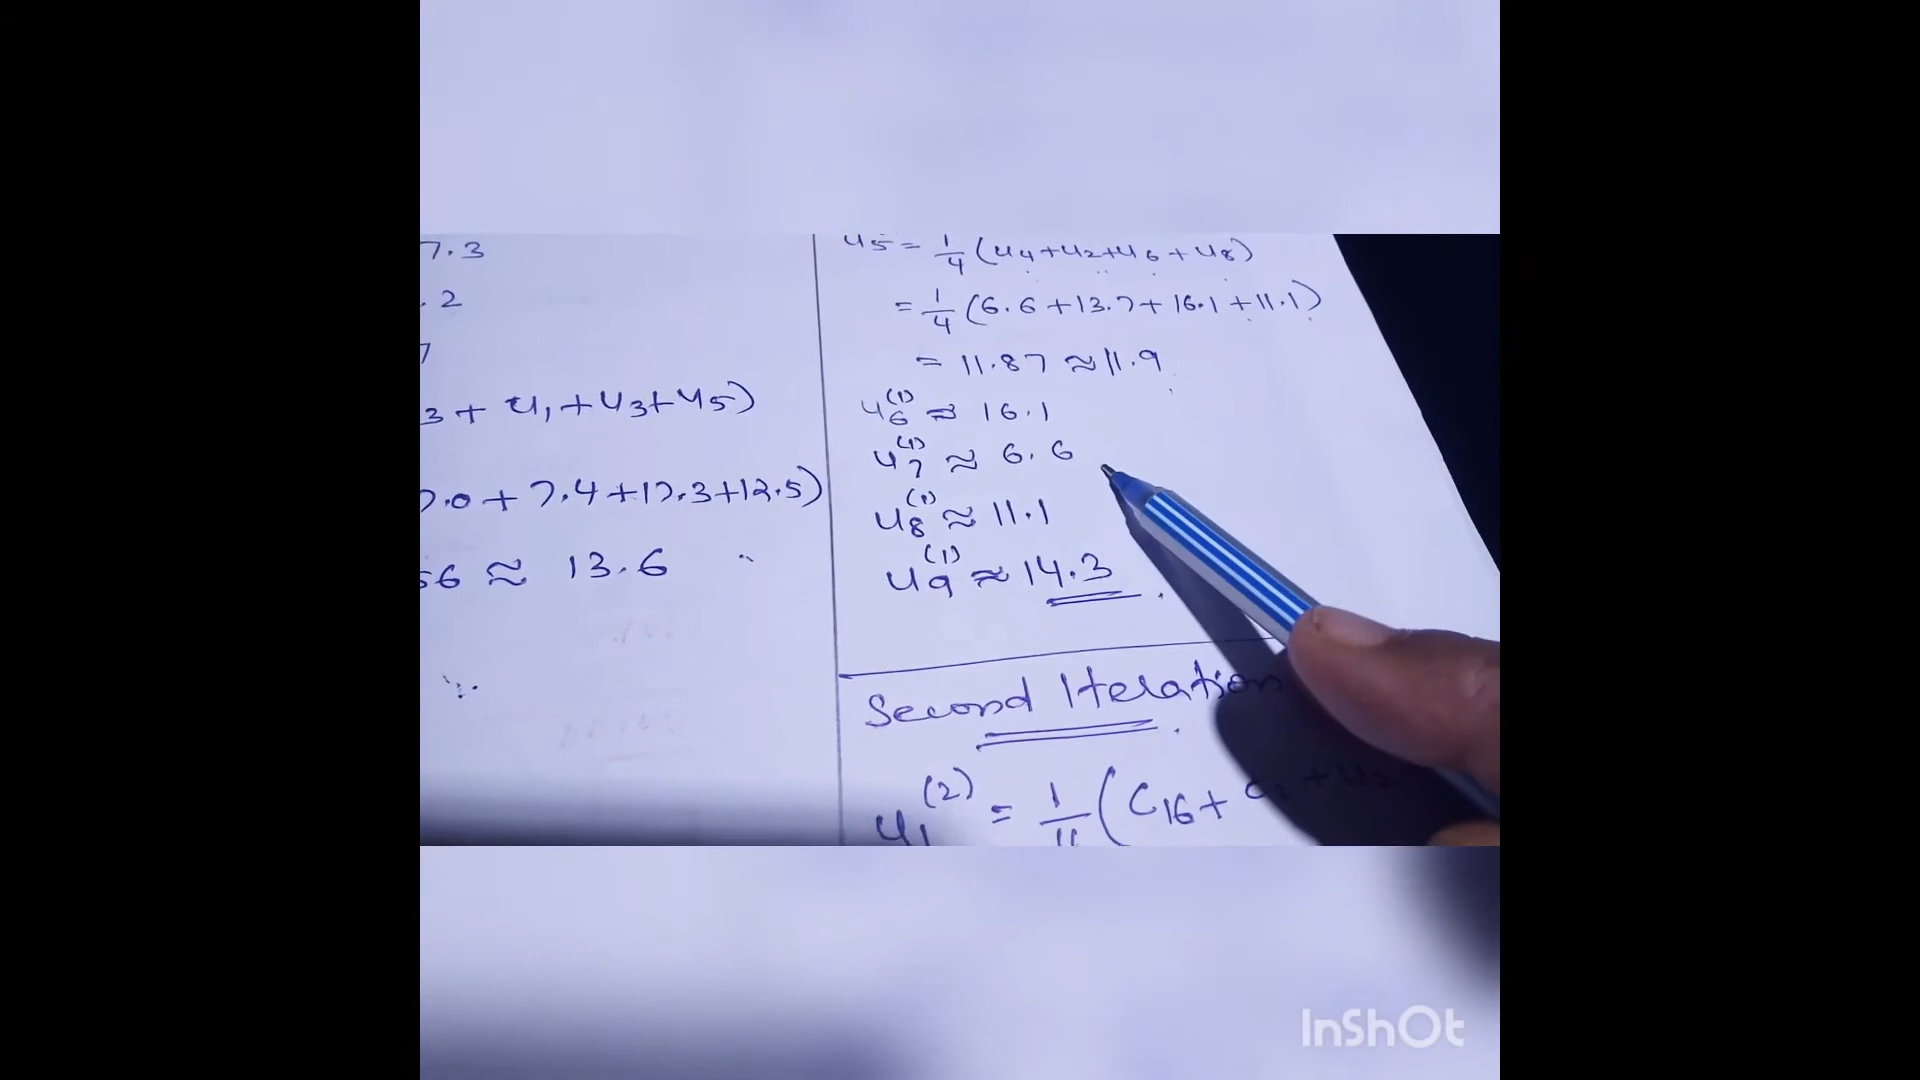 7.3
.2
7
3 + u1 + u3 + u5)
7.0 + 7.4 + 17.3 + 12.5)
56 ≈ 13.6
u5 = 1/4 (u4 + u2 + u6 + u8)
= 1/4 (6.6 + 13.7 + 16.1 + 11.1)
= 11.87 ≈ 11.9
u6^(1) ≈ 16.1
u7^(1) ≈ 6.6
u8^(1) ≈ 11.1
u9^(1) ≈ 14.3
Second Iteration
u1^(2) = 1/4 (C16 +
InShOt